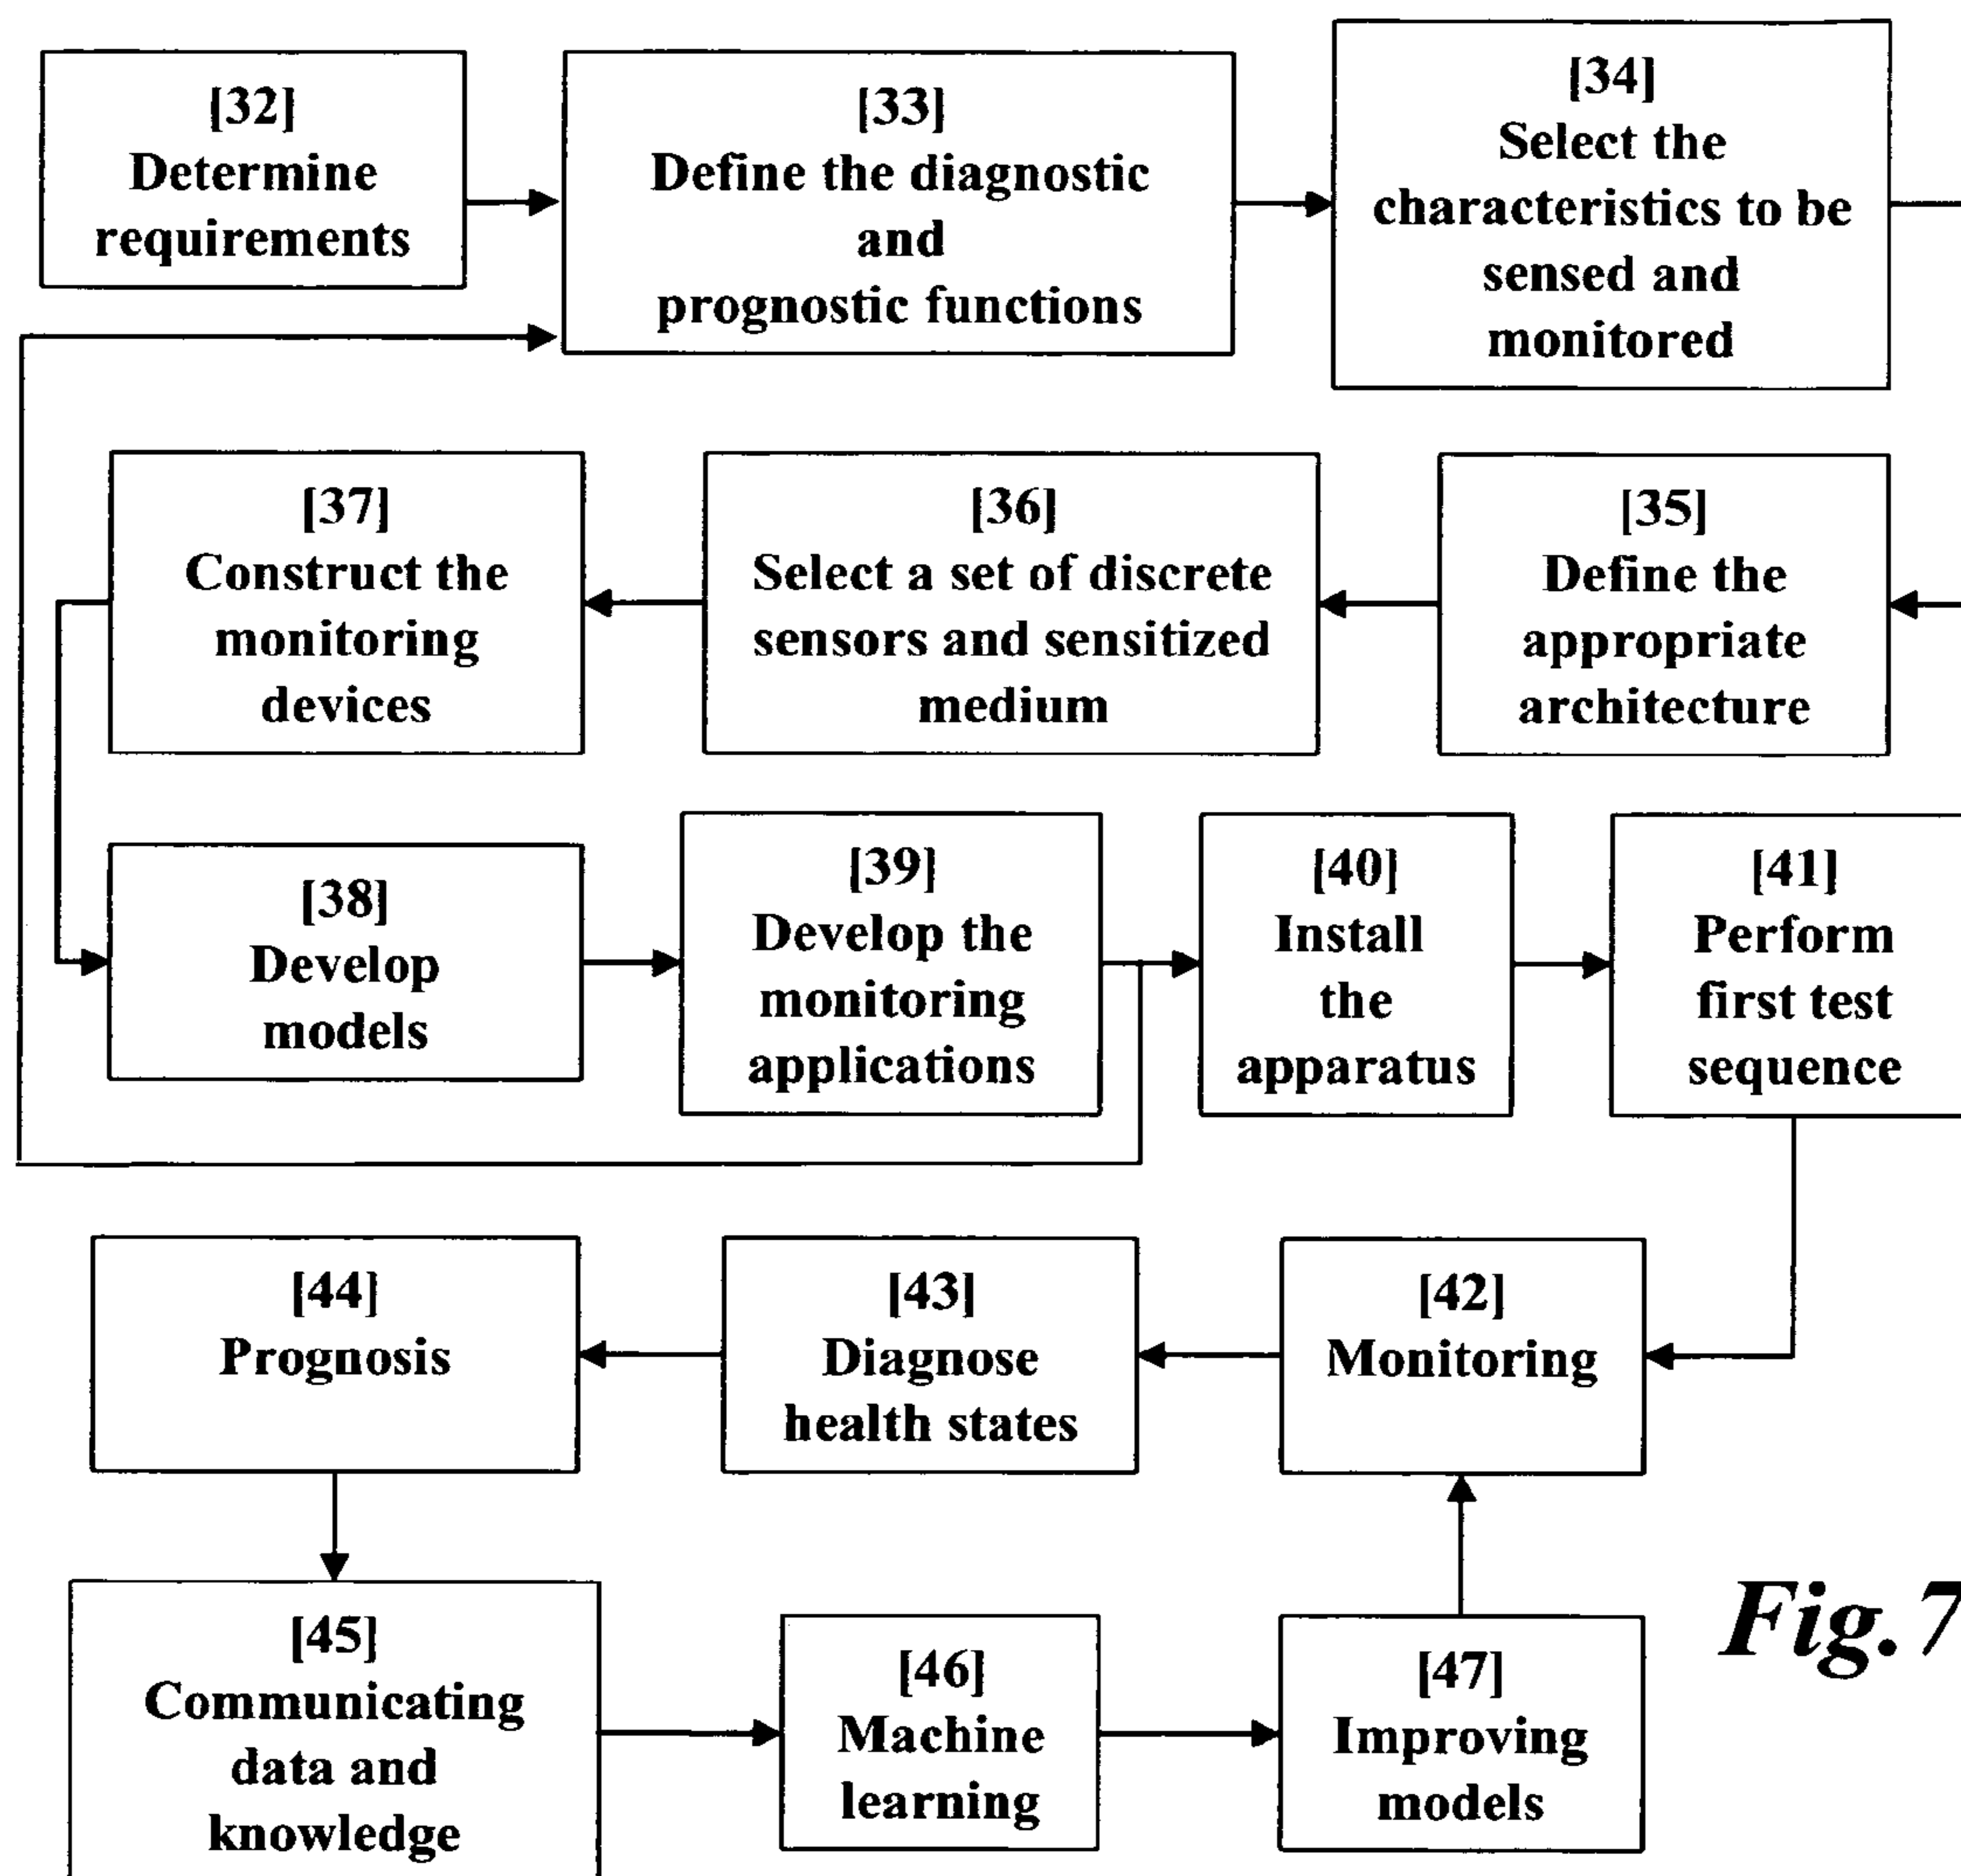 [32]
Determine
requirements
[33]
Define the diagnostic
and
prognostic functions
[34]
Select the
characteristics to be
sensed and
monitored
[37]
Construct the
monitoring
devices
[36]
Select a set of discrete
sensors and sensitized
medium
[35]
Define the
appropriate
architecture
[38]
Develop
models
[39]
Develop the
monitoring
applications
[40]
Install
the
apparatus
[41]
Perform
first test
sequence
[44]
Prognosis
[43]
Diagnose
health states
[42]
Monitoring
[45]
Communicating
data and
knowledge
[46]
Machine
learning
[47]
Improving
models
Fig.7